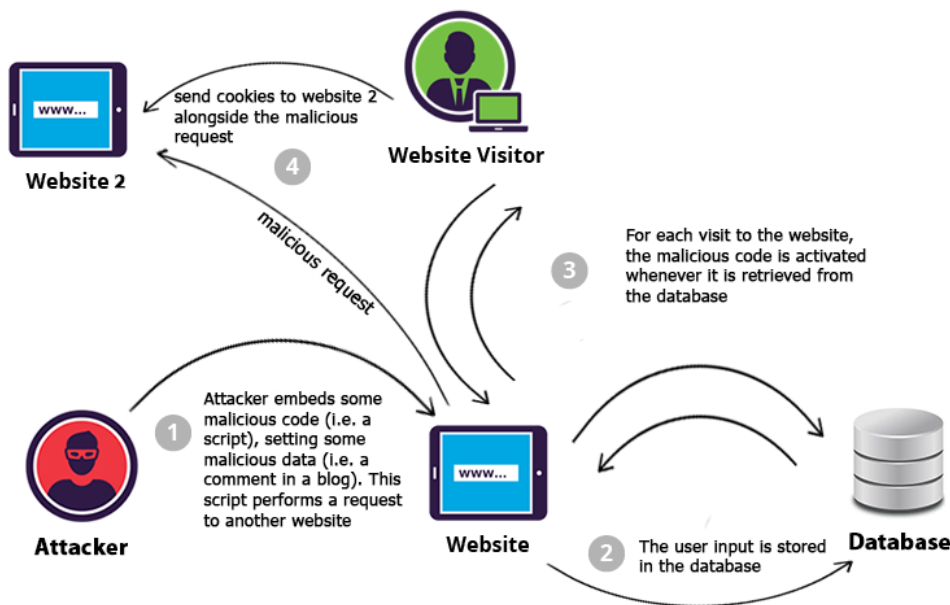 www...
Website 2
send cookies to website 2
alongside the malicious
request
4
Website Visitor
malicious request
3
For each visit to the website,
the malicious code is activated
whenever it is retrieved from
the database
1
Attacker embeds some
malicious code (i.e. a
script), setting some
malicious data (i.e. a
comment in a blog). This
script performs a request
to another website
Attacker
www...
Website
2
The user input is stored
in the database
Database